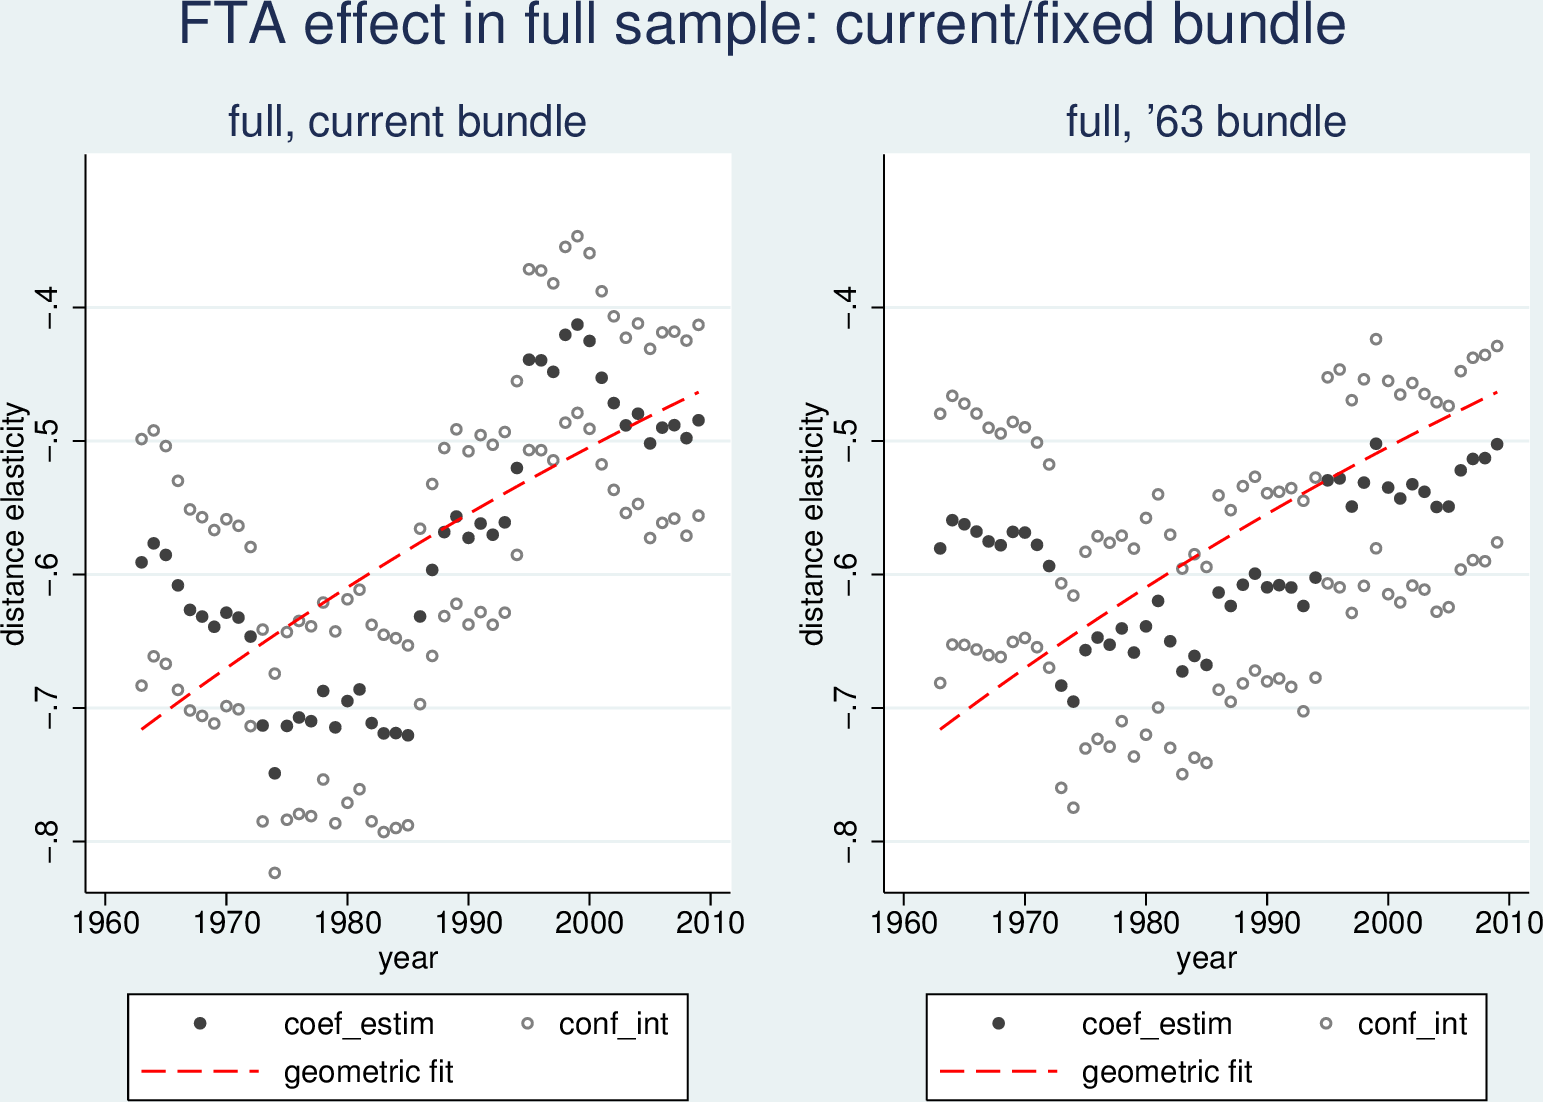 FTA effect in full sample: current/fixed bundle
full, current bundle
distance elasticity
−.4
−.5
−.6
−.7
−.8
1960 1970 1980 1990 2000 2010
year
coef_estim conf_int
geometric fit
full, ’63 bundle
distance elasticity
−.4
−.5
−.6
−.7
−.8
1960 1970 1980 1990 2000 2010
year
coef_estim conf_int
geometric fit